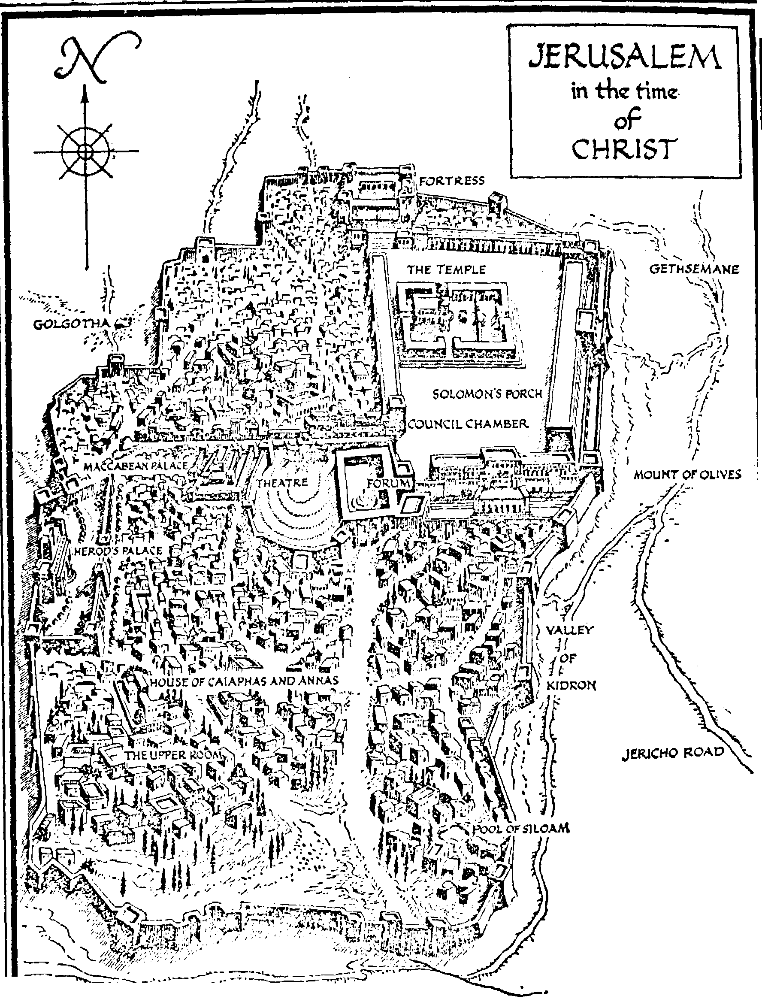 N
JERUSALEM
in the time
of
CHRIST
FORTRESS
THE TEMPLE
GETHSEMANE
GOLGOTHA
SOLOMON'S PORCH
COUNCIL CHAMBER
MACCABEAN PALACE
THEATRE
FORUM
MOUNT OF OLIVES
HEROD'S PALACE
VALLEY
OF
KIDRON
HOUSE OF CAIAPHAS AND ANNAS
THE UPPER ROOM
JERICHO ROAD
POOL OF SILOAM